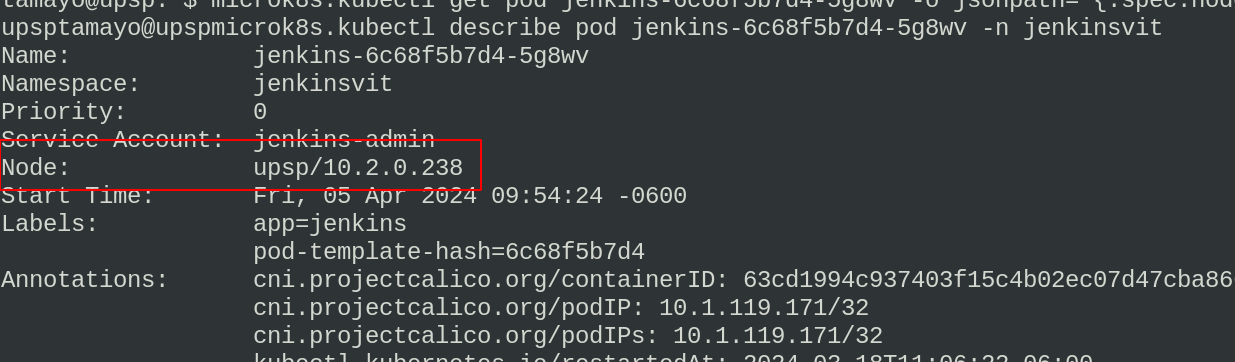 tamayo@upsp:~$ microk8s.kubectl get pod jenkins-6c68f5b7d4-5g8wv -o jsonpath='{.spec.nod
upsptamayo@upspmicrok8s.kubectl describe pod jenkins-6c68f5b7d4-5g8wv -n jenkinsvit
Name: jenkins-6c68f5b7d4-5g8wv
Namespace: jenkinsvit
Priority: 0
Service Account: jenkins-admin
Node: upsp/10.2.0.238
Start Time: Fri, 05 Apr 2024 09:54:24 -0600
Labels: app=jenkins
pod-template-hash=6c68f5b7d4
Annotations: cni.projectcalico.org/containerID: 63cd1994c937403f15c4b02ec07d47cba86
cni.projectcalico.org/podIP: 10.1.119.171/32
cni.projectcalico.org/podIPs: 10.1.119.171/32
kubectl.kubernetes.io/restartedAt: 2024-03-18T11:06:22-06:00